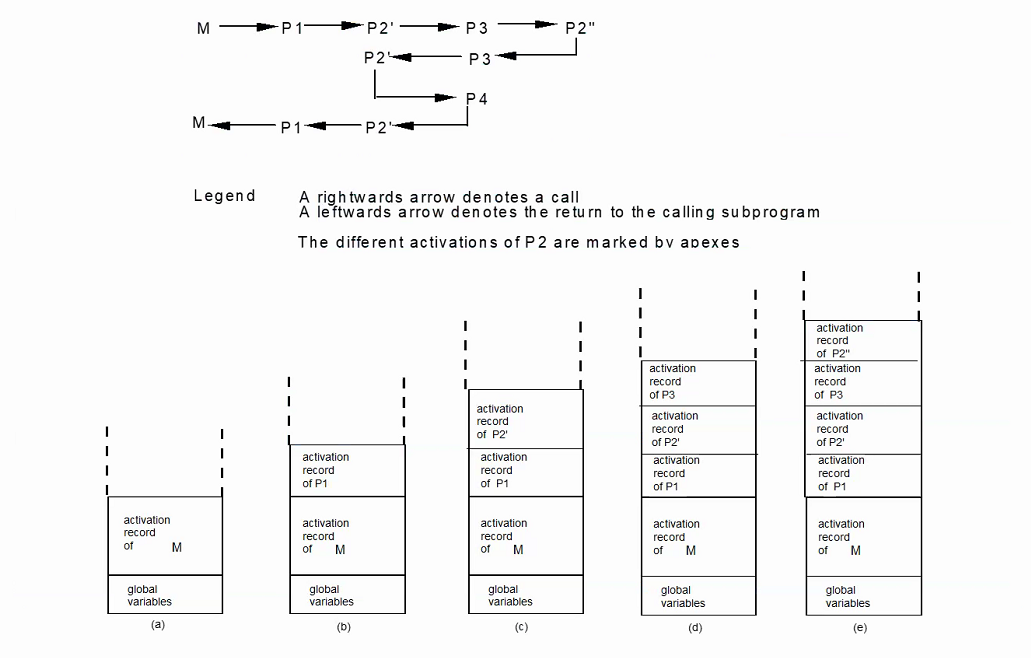 M P1 P2' P3 P2"
P2' P3
P4
M P1 P2'
Legend A rightwards arrow denotes a call
A leftwards arrow denotes the return to the calling subprogram
The different activations of P2 are marked by apexes
activation
record
of M
global
variables
(a)
activation
record
of P1
activation
record
of M
global
variables
(b)
activation
record
of P2'
activation
record
of P1
activation
record
of M
global
variables
(c)
activation
record
of P3
activation
record
of P2'
activation
record
of P1
activation
record
of M
global
variables
(d)
activation
record
of P2"
activation
record
of P3
activation
record
of P2'
activation
record
of P1
activation
record
of M
global
variables
(e)